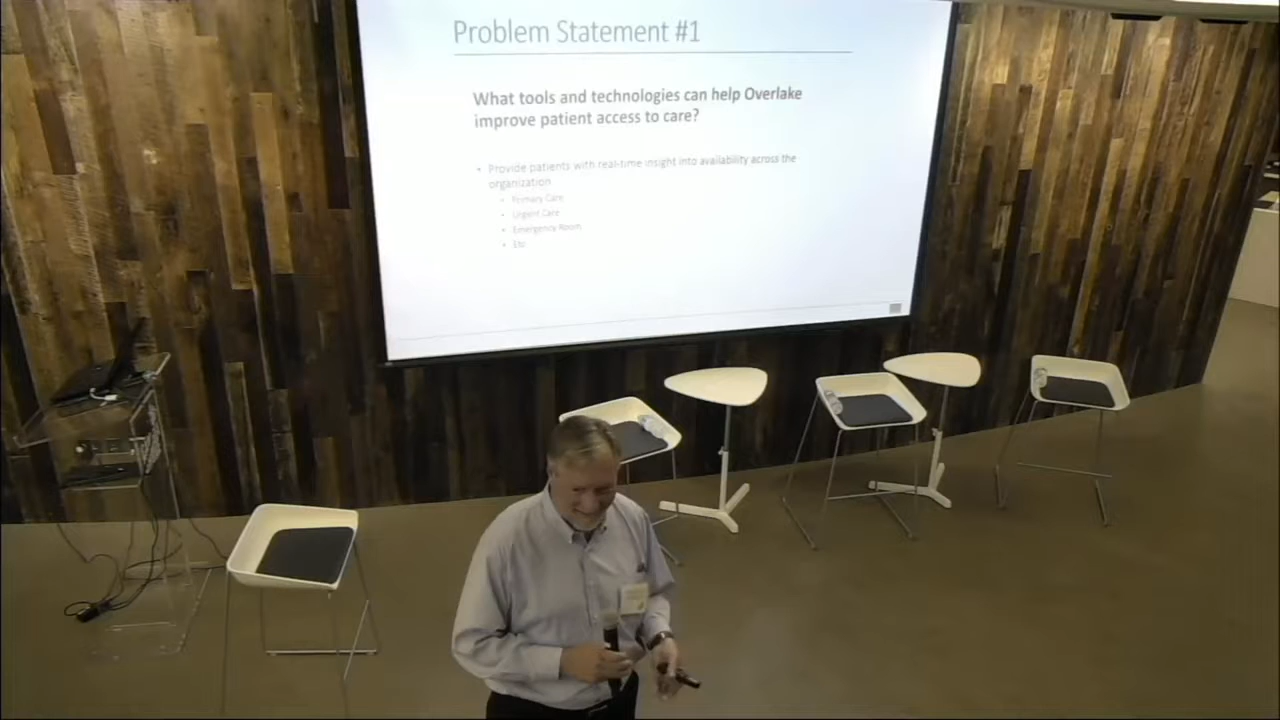 Problem Statement #1
What tools and technologies can help Overlake
improve patient access to care?
• Provide patients with real-time insight into availability across the
organization
• Primary Care
• Urgent Care
• Emergency Room
• Etc